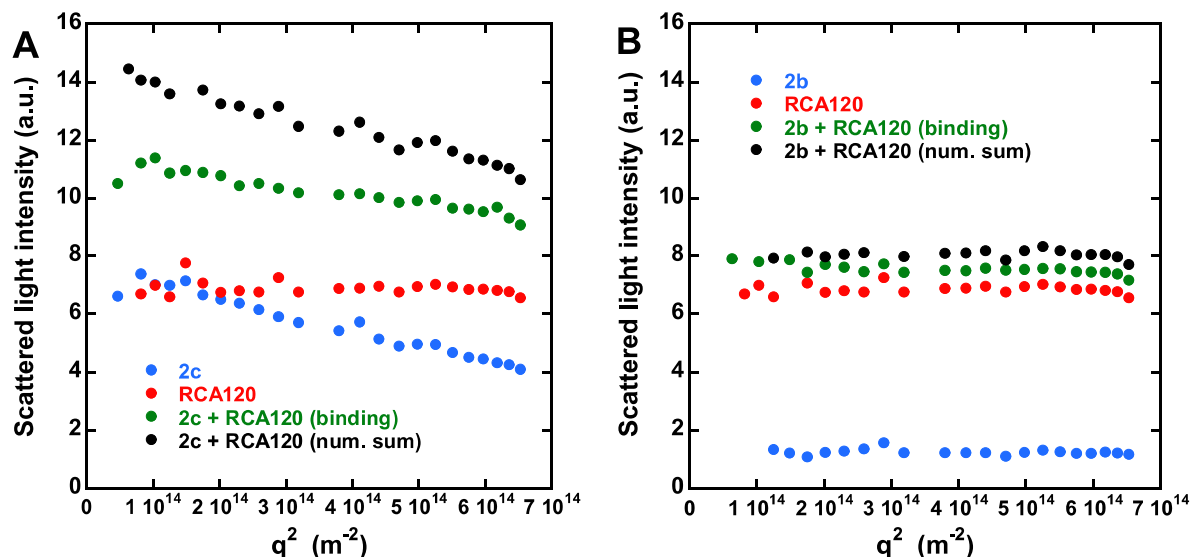 A
Scattered light intensity (a.u.)
16
14
12
10
8
6
4
2
0
2c
RCA120
2c + RCA120 (binding)
2c + RCA120 (num. sum)
0 1 10¹⁴ 2 10¹⁴ 3 10¹⁴ 4 10¹⁴ 5 10¹⁴ 6 10¹⁴ 7 10¹⁴
q² (m⁻²)
B
Scattered light intensity (a.u.)
16
14
12
10
8
6
4
2
0
2b
RCA120
2b + RCA120 (binding)
2b + RCA120 (num. sum)
0 1 10¹⁴ 2 10¹⁴ 3 10¹⁴ 4 10¹⁴ 5 10¹⁴ 6 10¹⁴ 7 10¹⁴
q² (m⁻²)